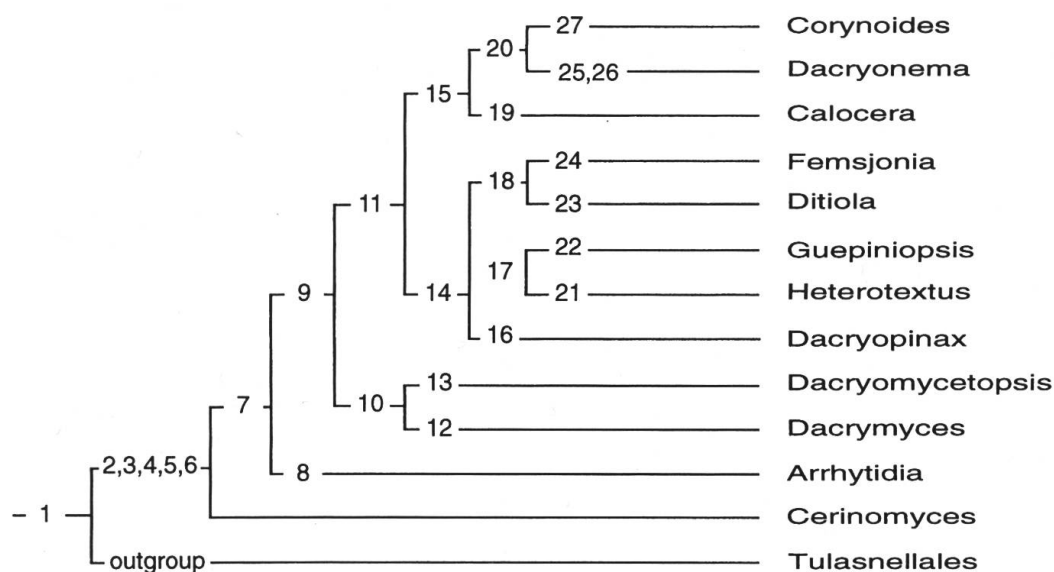 27 Corynoides
20
25,26 Dacryonema
15
19 Calocera
24 Femsjonia
18
23 Ditiola
11
22 Guepiniopsis
17
9 14 21 Heterotextus
16 Dacryopinax
13 Dacryomycetopsis
7 10
12 Dacrymyces
2,3,4,5,6 8 Arrhytidia
1 Cerinomyces
outgroup Tulasnellales